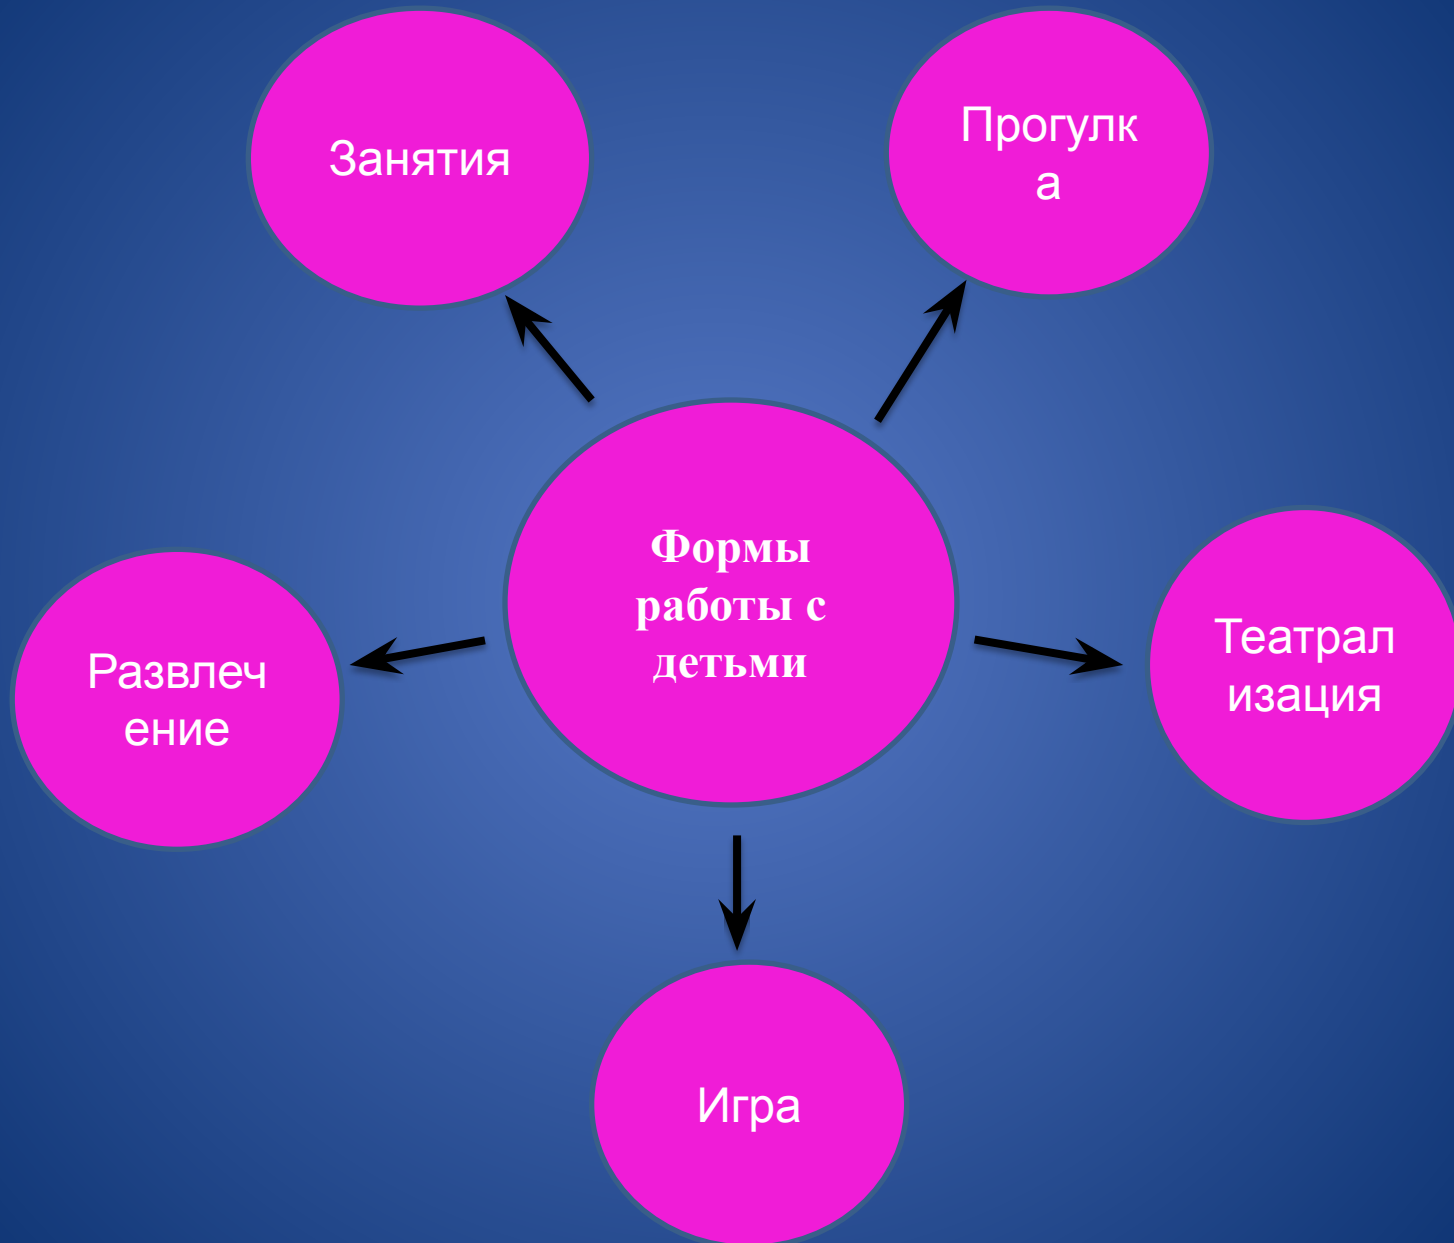 Занятия
Прогулк
а
Формы
работы с
детьми
Развлеч
ение
Театрал
изация
Игра